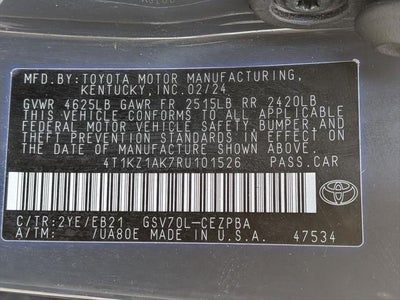 MFD.BY:TOYOTA MOTOR MANUFACTURING,
KENTUCKY,INC.02/24
GVWR 4625LB GAWR FR 2515LB RR 2420LB
THIS VEHICLE CONFORMS TO ALL APPLICABLE
FEDERAL MOTOR VEHICLE SAFETY, BUMPER, AND
THEFT PREVENTION STANDARDS IN EFFECT ON
THE DATE OF MANUFACTURE SHOWN ABOVE.
4T1KZ1AK7RU101526 PASS.CAR
C/TR:2YE/EB21 GSV70L-CEZPBA
A/TM: /UA80E MADE IN U.S.A. 47534